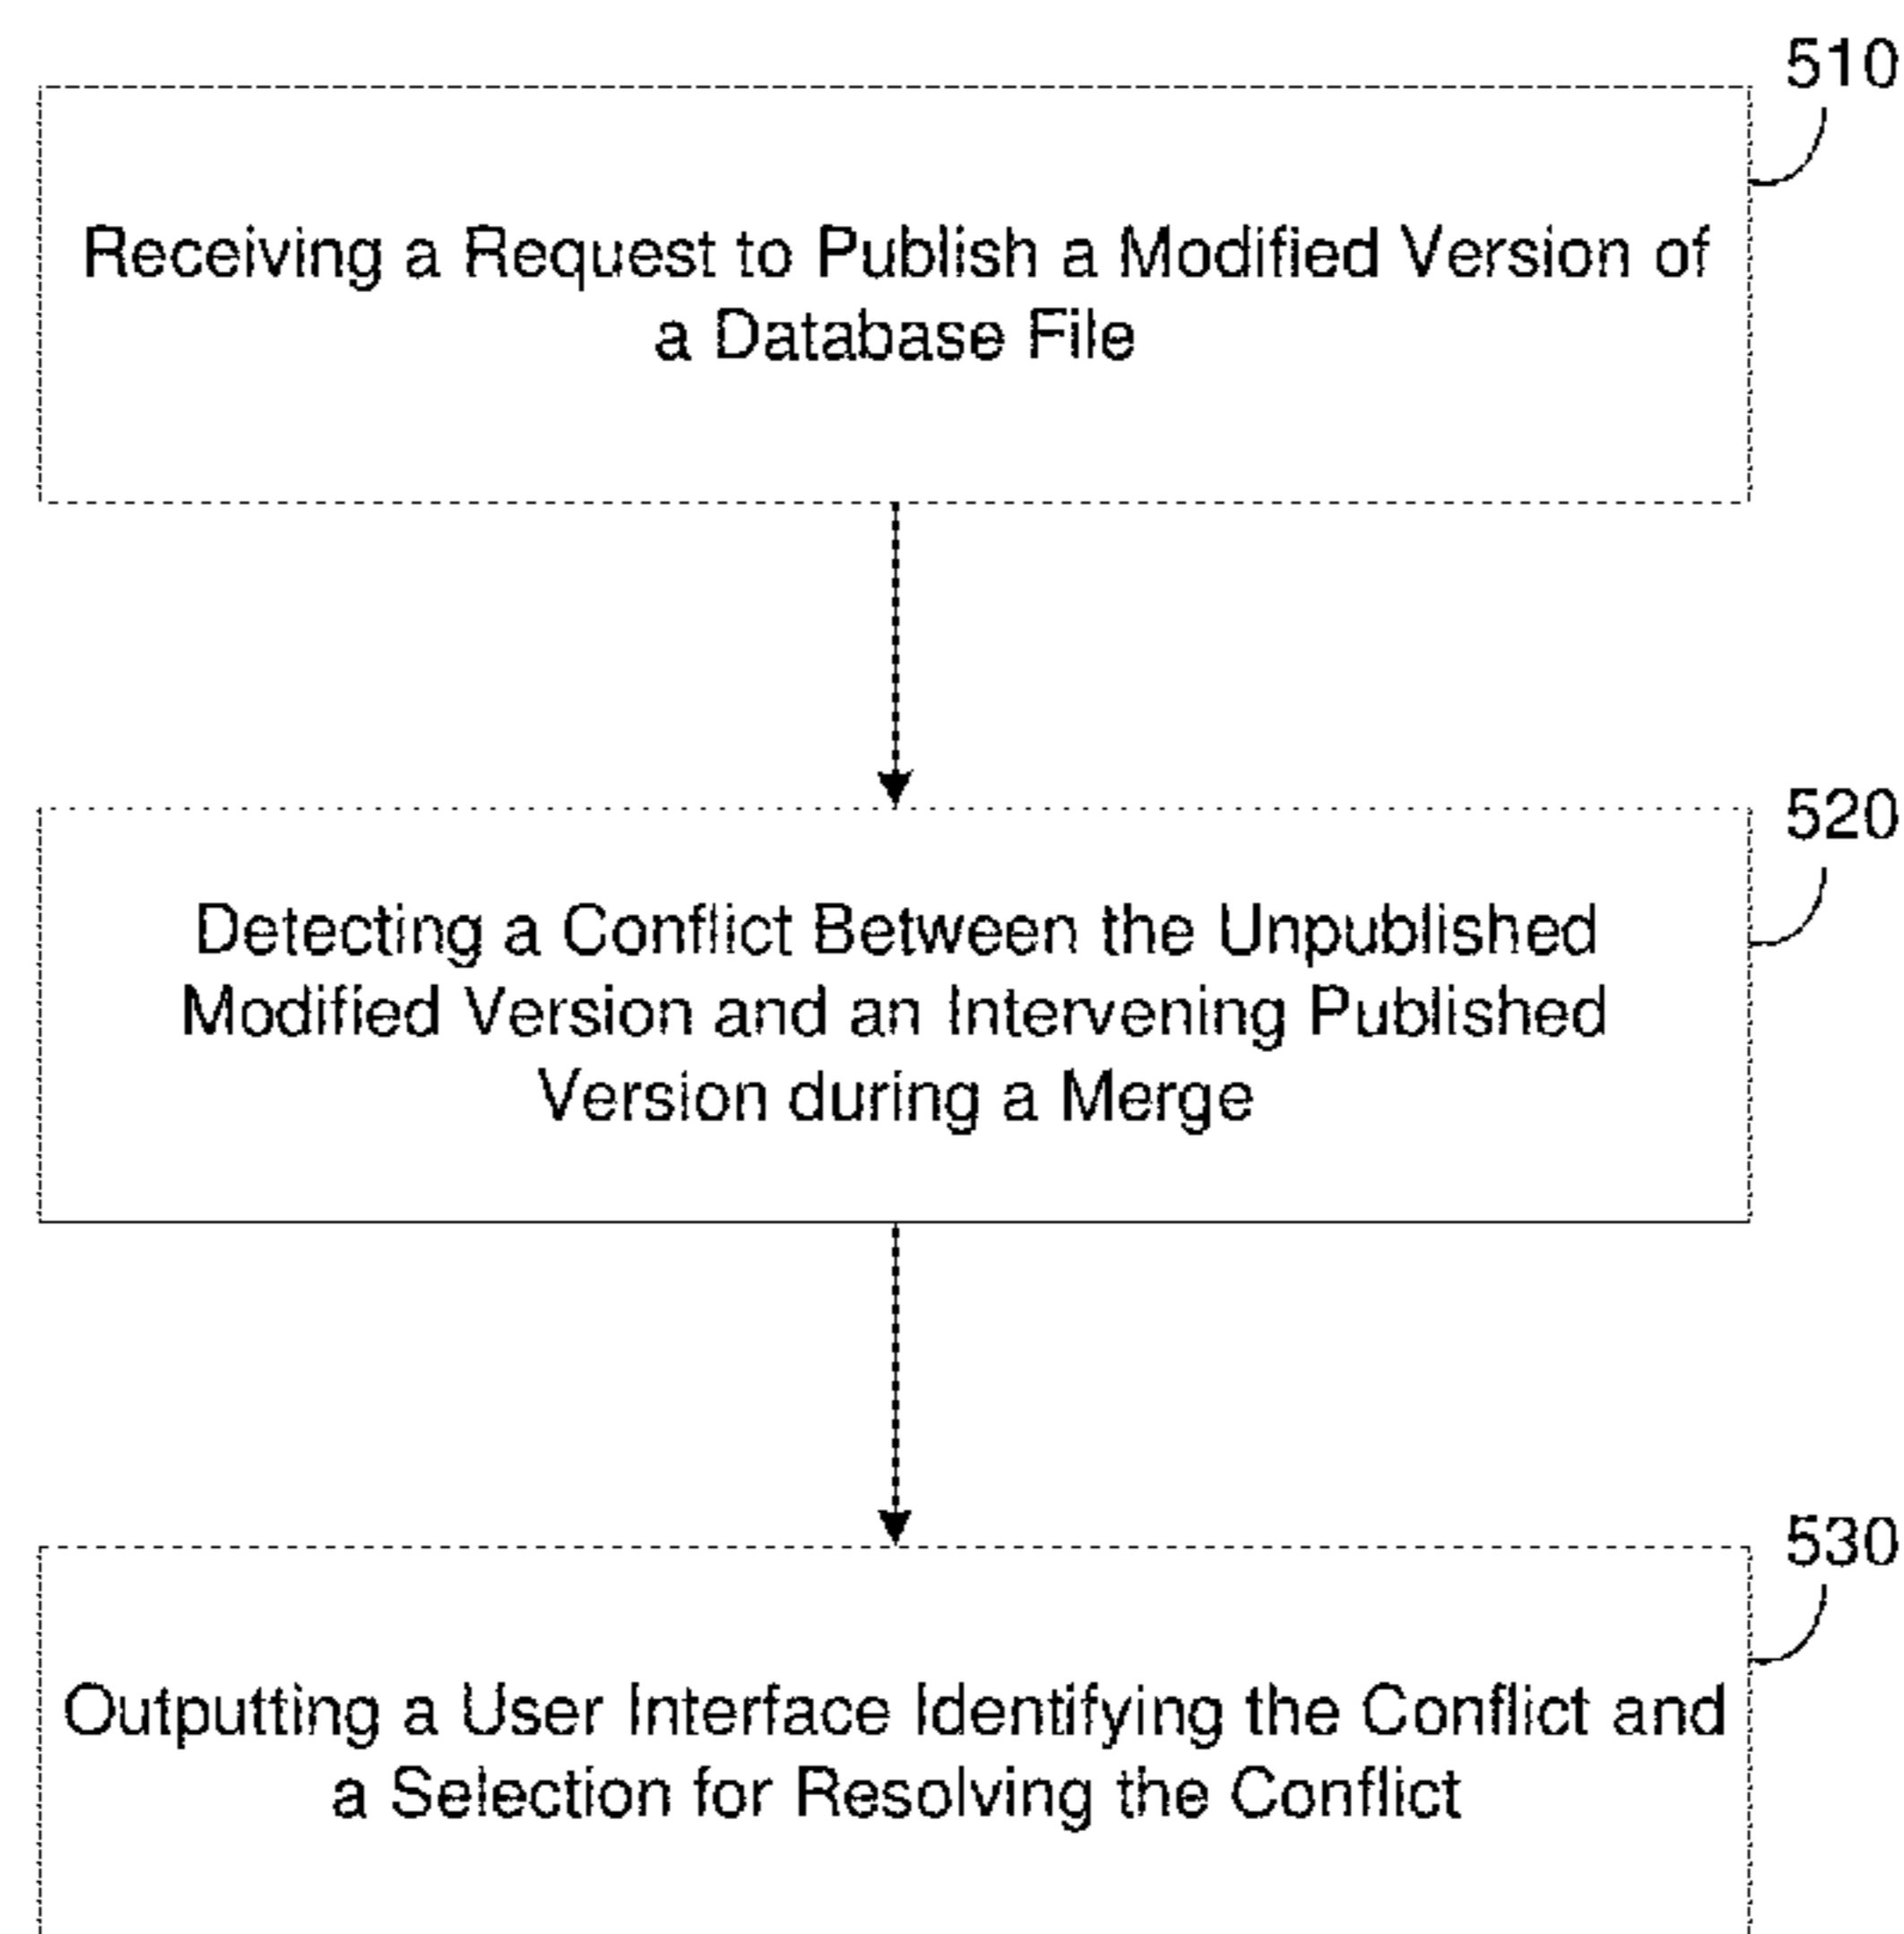 510
Receiving a Request to Publish a Modified Version of
a Database File
520
Detecting a Conflict Between the Unpublished
Modified Version and an Intervening Published
Version during a Merge
530
Outputting a User Interface Identifying the Conflict and
a Selection for Resolving the Conflict